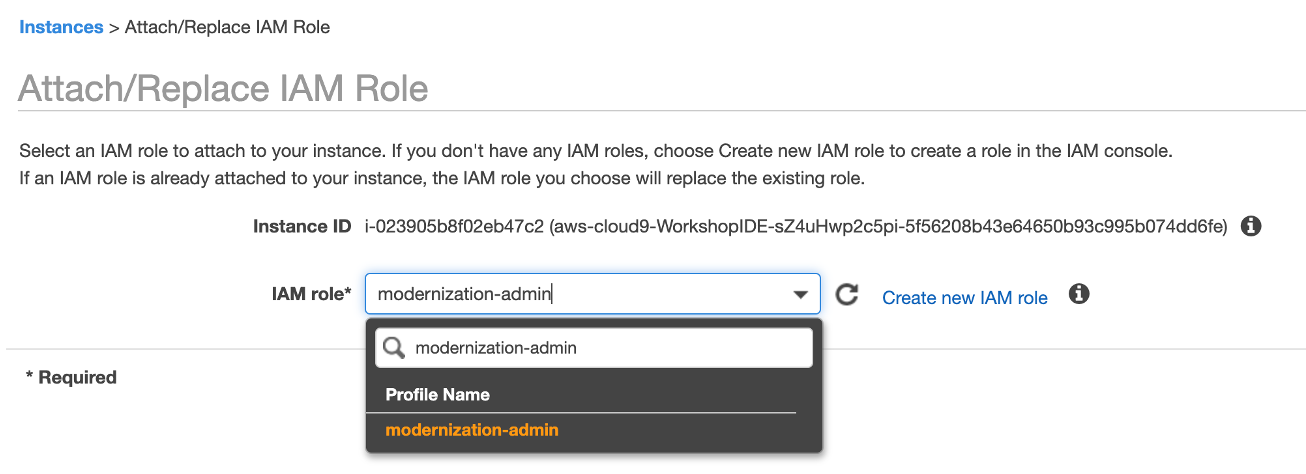 Instances > Attach/Replace IAM Role
Attach/Replace IAM Role
Select an IAM role to attach to your instance. If you don't have any IAM roles, choose Create new IAM role to create a role in the IAM console.
If an IAM role is already attached to your instance, the IAM role you choose will replace the existing role.
Instance ID i-023905b8f02eb47c2 (aws-cloud9-WorkshopIDE-sZ4uHwp2c5pi-5f56208b43e64650b93c995b074dd6fe)
IAM role* modernization-admin Create new IAM role
modernization-admin
* Required
Profile Name
modernization-admin